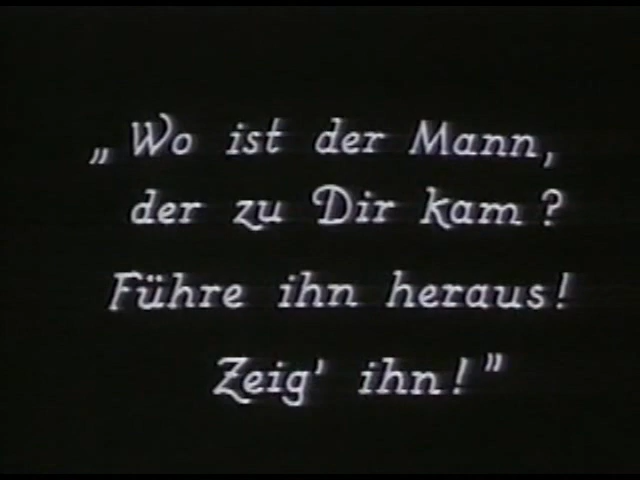 „Wo ist der Mann,
der zu Dir kam?
Führe ihn heraus!
Zeig' ihn!”